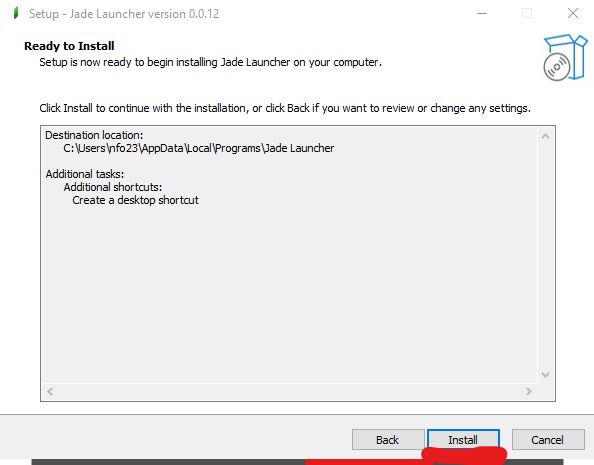 Setup - Jade Launcher version 0.0.12
Ready to Install
Setup is now ready to begin installing Jade Launcher on your computer.
Click Install to continue with the installation, or click Back if you want to review or change any settings.
Destination location:
C:\Users\nfo23\AppData\Local\Programs\Jade Launcher
Additional tasks:
Additional shortcuts:
Create a desktop shortcut
Back
Install
Cancel